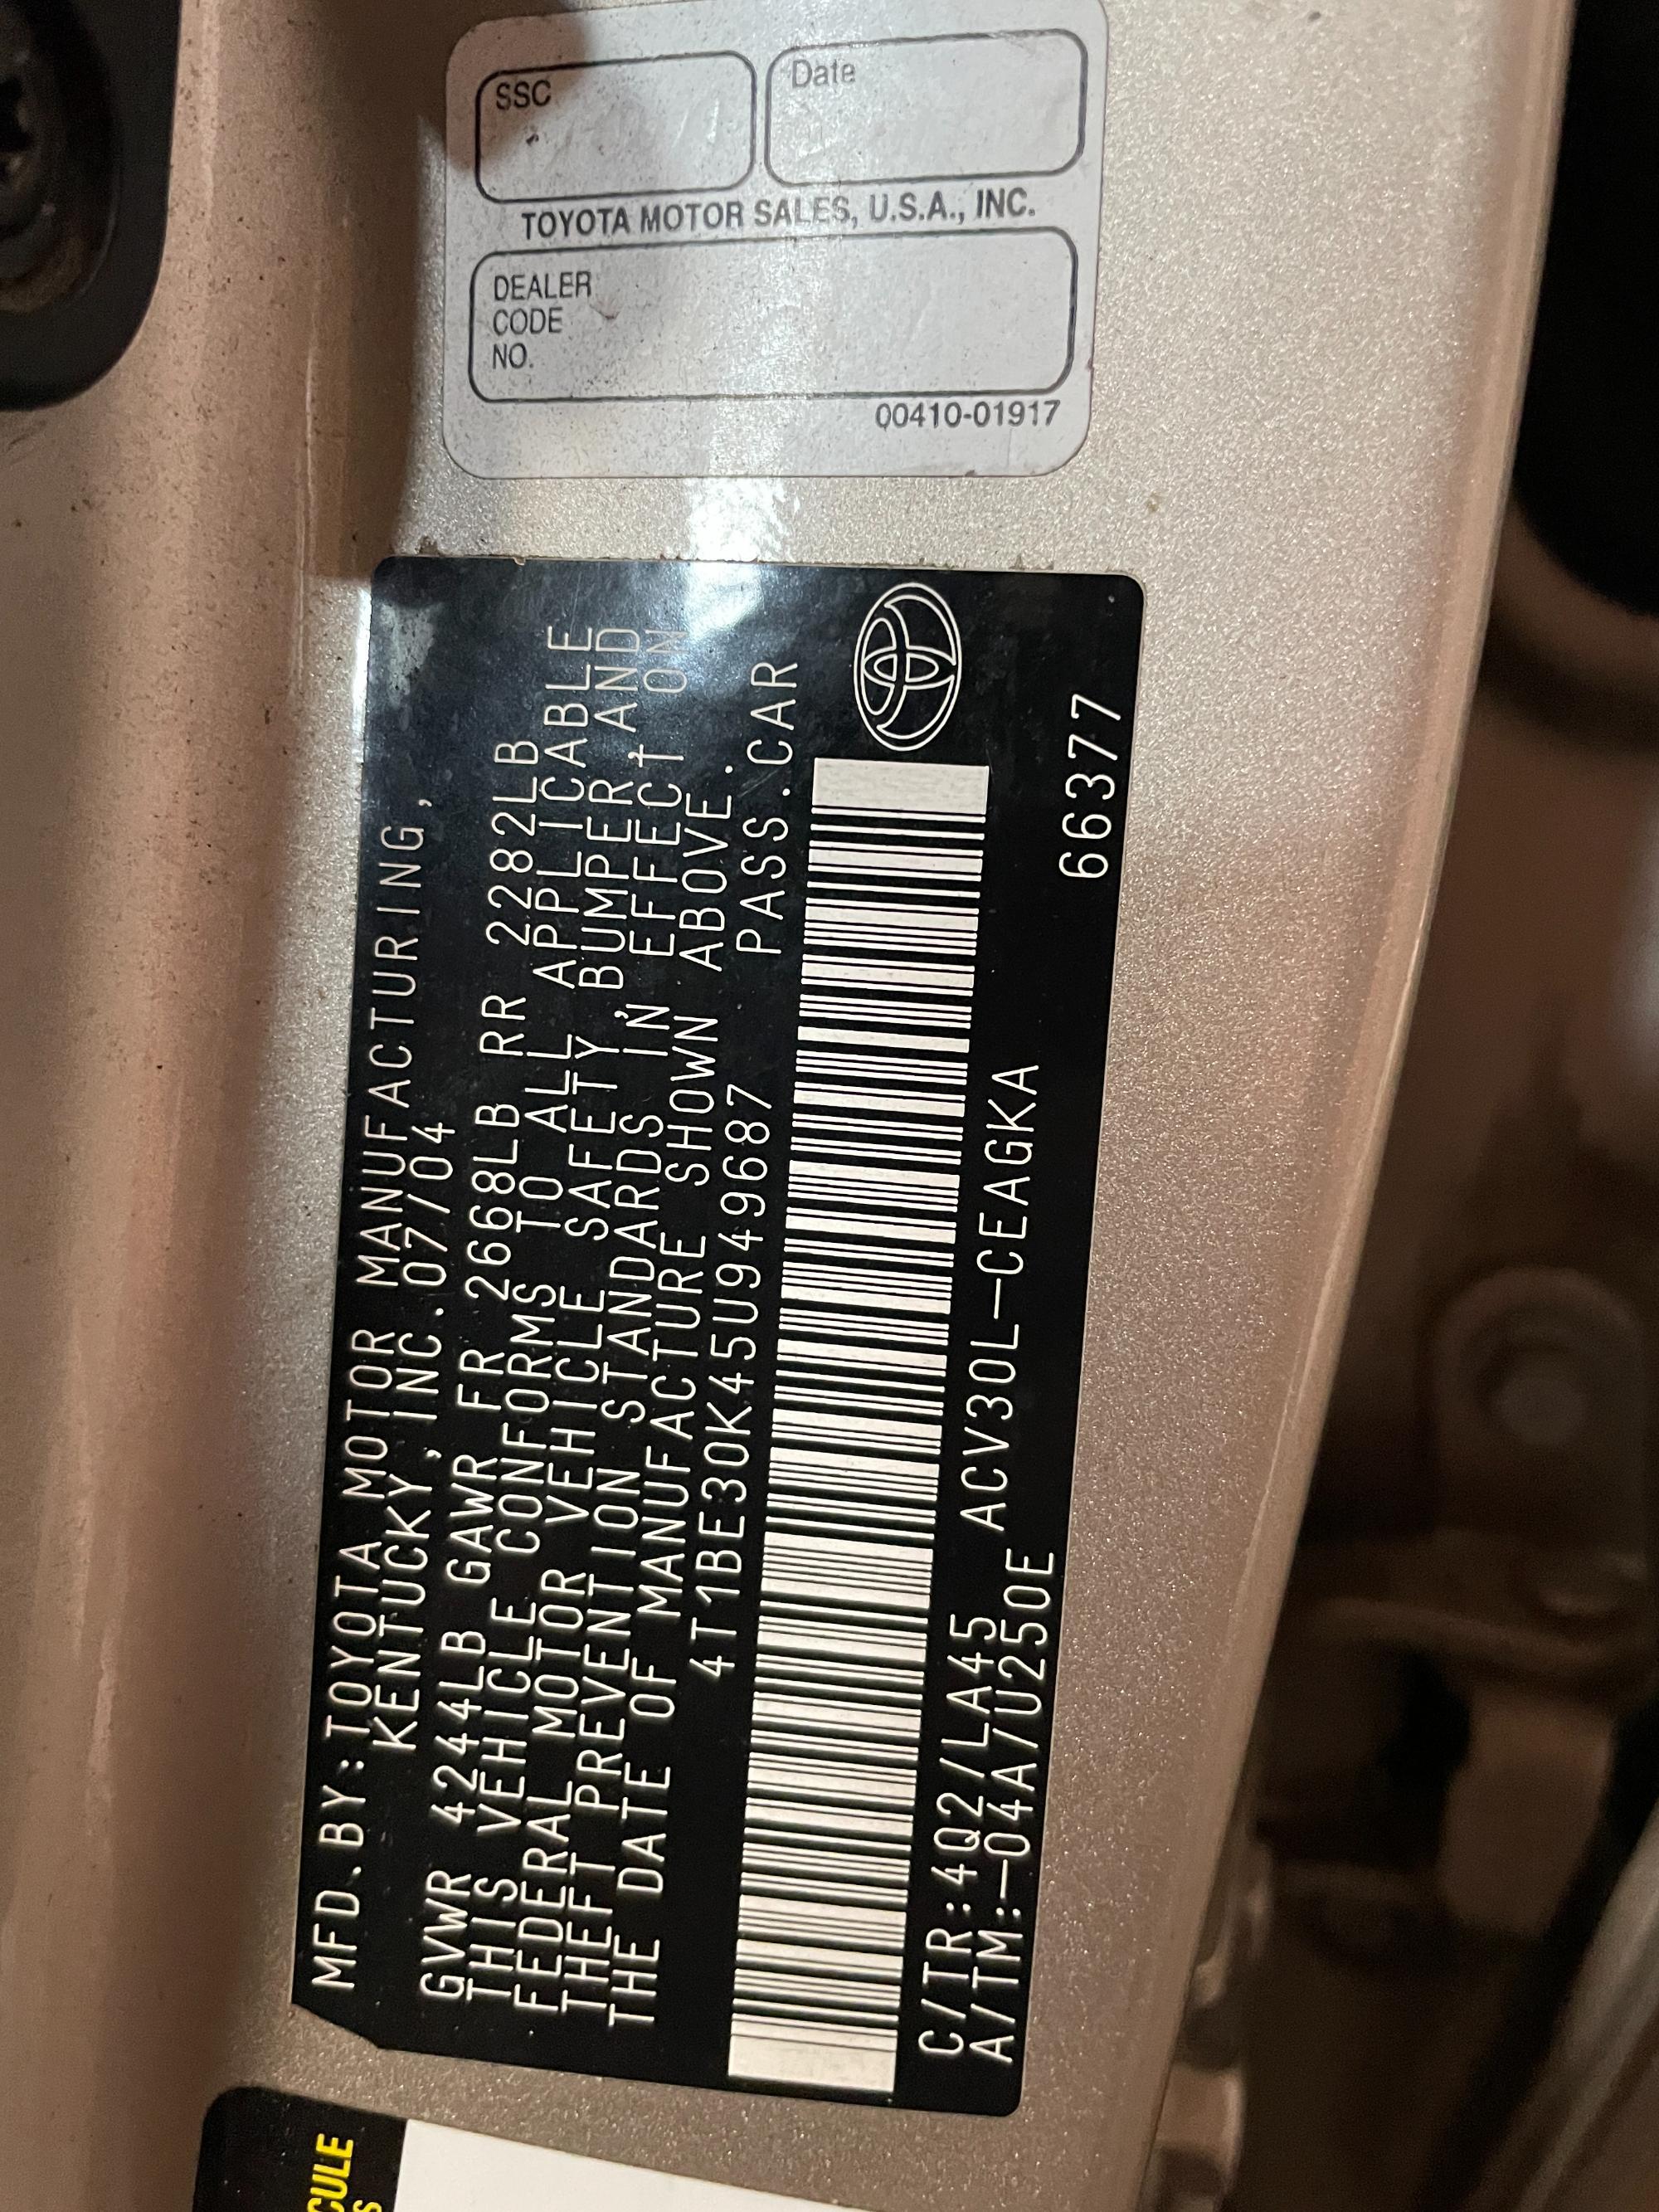 SSC
Date
TOYOTA MOTOR SALES, U.S.A., INC.
DEALER
CODE
NO.
00410-01917
MFD.BY:TOYOTA MOTOR MANUFACTURING,
KENTUCKY,INC.07/04
GVWR 4244LB GAWR FR 2668LB RR 2282LB
THIS VEHICLE CONFORMS TO ALL APPLICABLE
FEDERAL MOTOR VEHICLE SAFETY,BUMPER AND
THEFT PREVENTION STANDARDS IN EFFECT ON
THE DATE OF MANUFACTURE SHOWN ABOVE.
4T1BE30K45U949687 PASS.CAR
C/TR:4Q2/LA45 ACV30L-CEAGKA
A/TM:-04A/U250E 66377